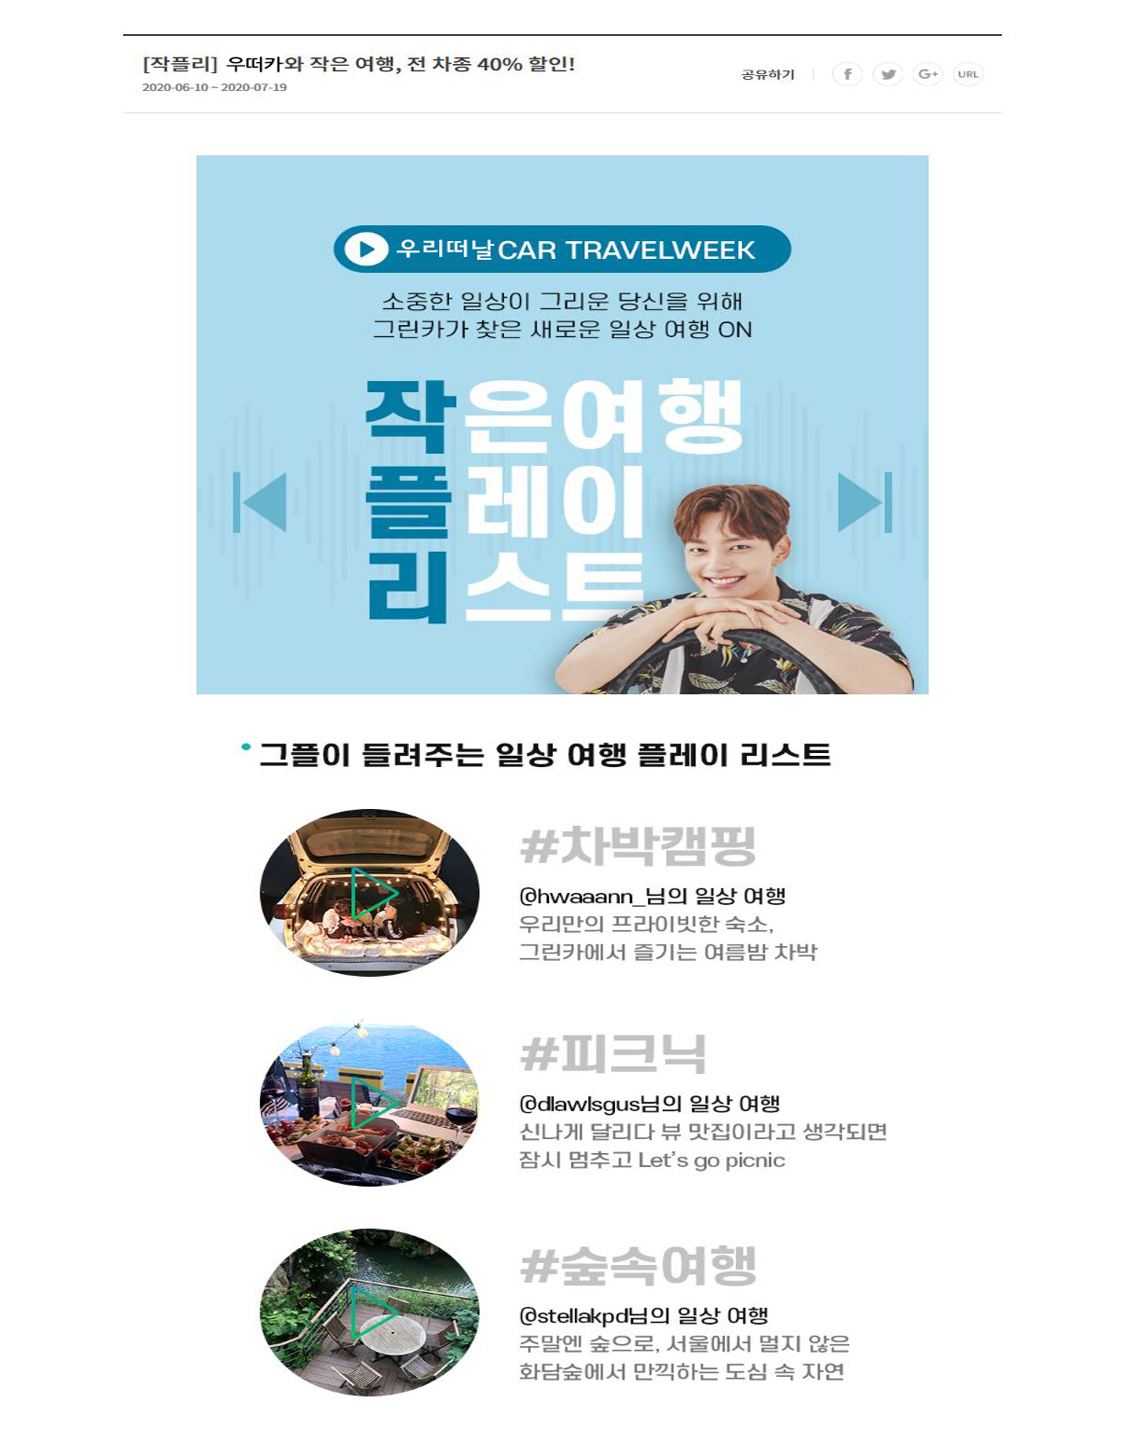 [작플리] 우떠카와 작은 여행, 전 차종 40% 할인!
2020-06-10 ~ 2020-07-19
공유하기
f
G+
URL
우리떠날CAR TRAVELWEEK
소중한 일상이 그리운 당신을 위해
그린카가 찾은 새로운 일상 여행 ON
작은여행
플레이
리스트
그플이 들려주는 일상 여행 플레이 리스트
#차박캠핑
@hwaaann_님의 일상 여행
우리만의 프라이빗한 숙소,
그린카에서 즐기는 여름밤 차박
#피크닉
@dlawlsgus님의 일상 여행
신나게 달리다 뷰 맛집이라고 생각되면
잠시 멈추고 Let's go picnic
#숲속여행
@stellakpd님의 일상 여행
주말엔 숲으로, 서울에서 멀지 않은
화담숲에서 만끽하는 도심 속 자연